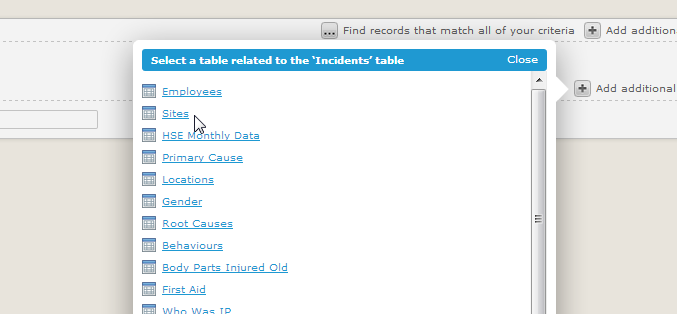 ... Find records that match all of your criteria + Add additiona
Select a table related to the 'Incidents' table Close
+ Add additional
Employees
Sites
HSE Monthly Data
Primary Cause
Locations
Gender
Root Causes
Behaviours
Body Parts Injured Old
First Aid
Who Was IP